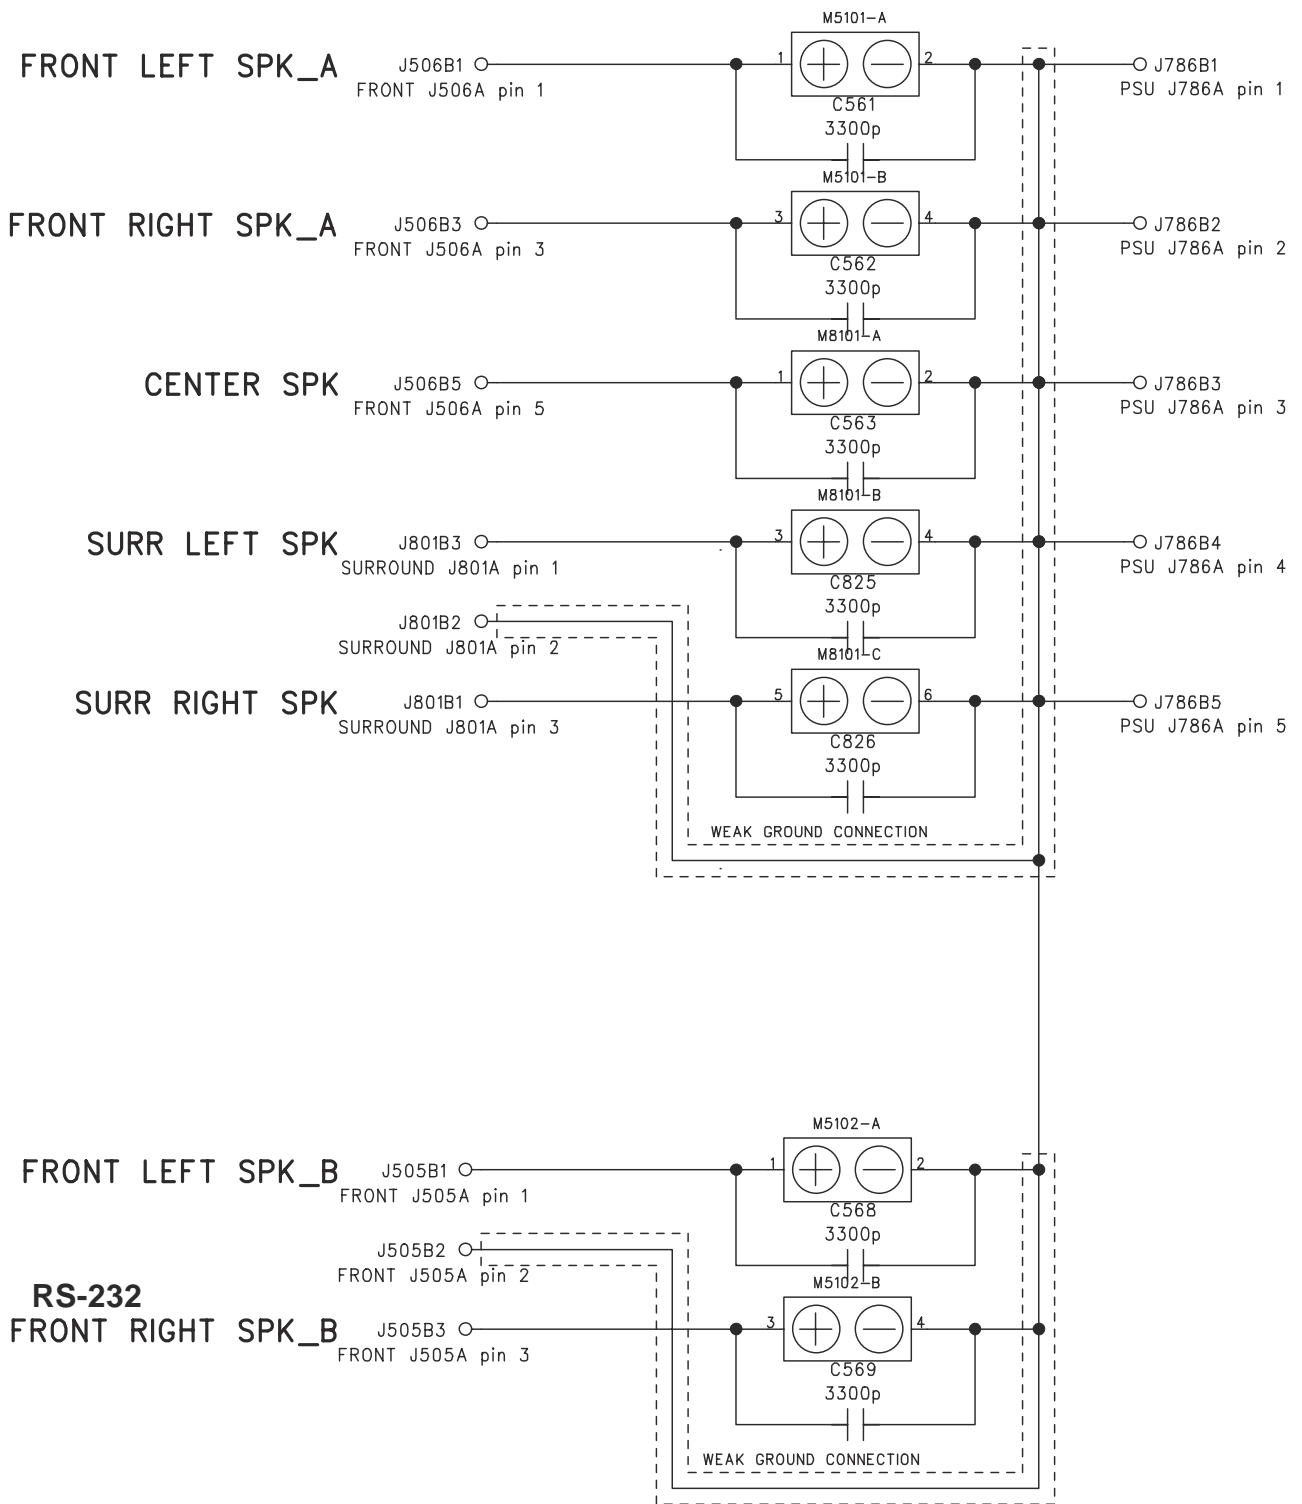 M5101-A
FRONT LEFT SPK_A
J506B1
1
2
J786B1
FRONT J506A pin 1
PSU J786A pin 1
C561
3300p
M5101-B
FRONT RIGHT SPK_A
J506B3
3
4
J786B2
FRONT J506A pin 3
PSU J786A pin 2
C562
3300p
M8101-A
CENTER SPK
J506B5
1
2
J786B3
FRONT J506A pin 5
PSU J786A pin 3
C563
3300p
M8101-B
SURR LEFT SPK
J801B3
3
4
J786B4
SURROUND J801A pin 1
PSU J786A pin 4
C825
3300p
J801B2
SURROUND J801A pin 2
M8101-C
SURR RIGHT SPK
J801B1
5
6
J786B5
SURROUND J801A pin 3
PSU J786A pin 5
C826
3300p
WEAK GROUND CONNECTION
M5102-A
FRONT LEFT SPK_B
J505B1
1
2
FRONT J505A pin 1
C568
3300p
J505B2
FRONT J505A pin 2
M5102-B
RS-232
FRONT RIGHT SPK_B
J505B3
3
4
FRONT J505A pin 3
C569
3300p
WEAK GROUND CONNECTION